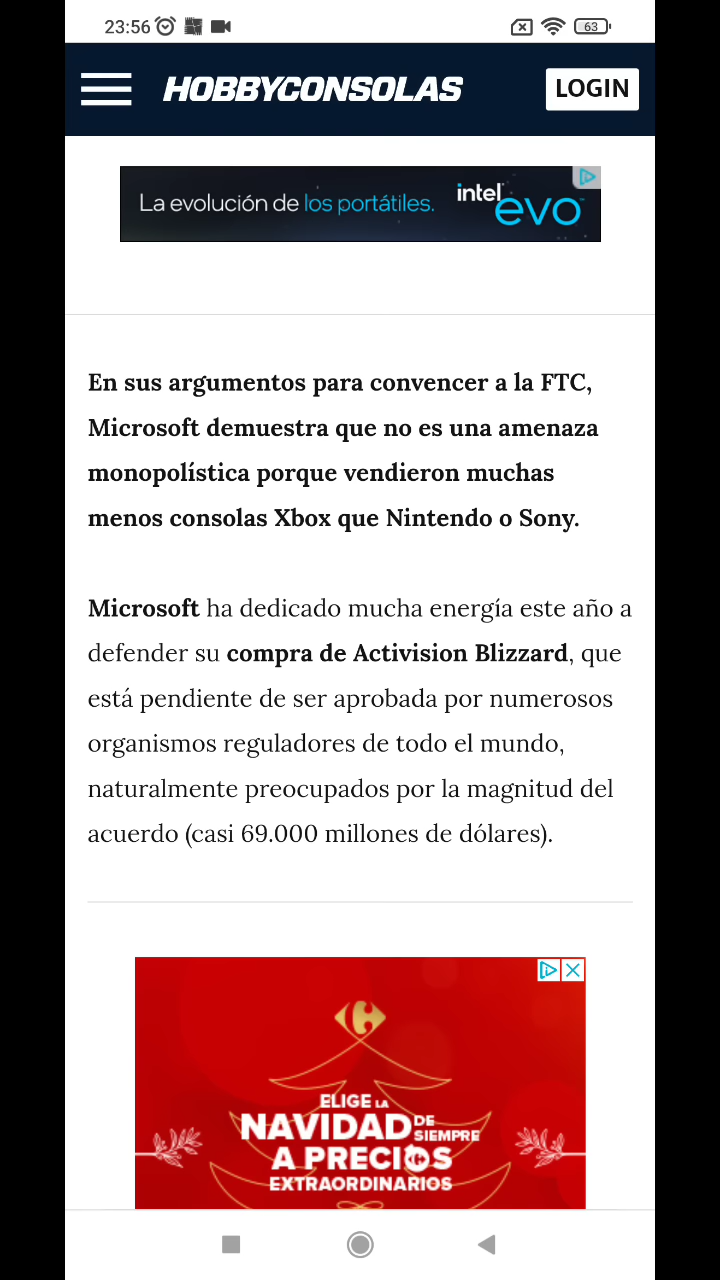 23:56
63
HOBBYCONSOLAS
LOGIN
La evolución de los portátiles.
intel
evo
En sus argumentos para convencer a la FTC,
Microsoft demuestra que no es una amenaza
monopolística porque vendieron muchas
menos consolas Xbox que Nintendo o Sony.
Microsoft ha dedicado mucha energía este año a
defender su compra de Activision Blizzard, que
está pendiente de ser aprobada por numerosos
organismos reguladores de todo el mundo,
naturalmente preocupados por la magnitud del
acuerdo (casi 69.000 millones de dólares).
ELIGE LA
NAVIDAD DE SIEMPRE
A PRECIOS
EXTRAORDINARIOS